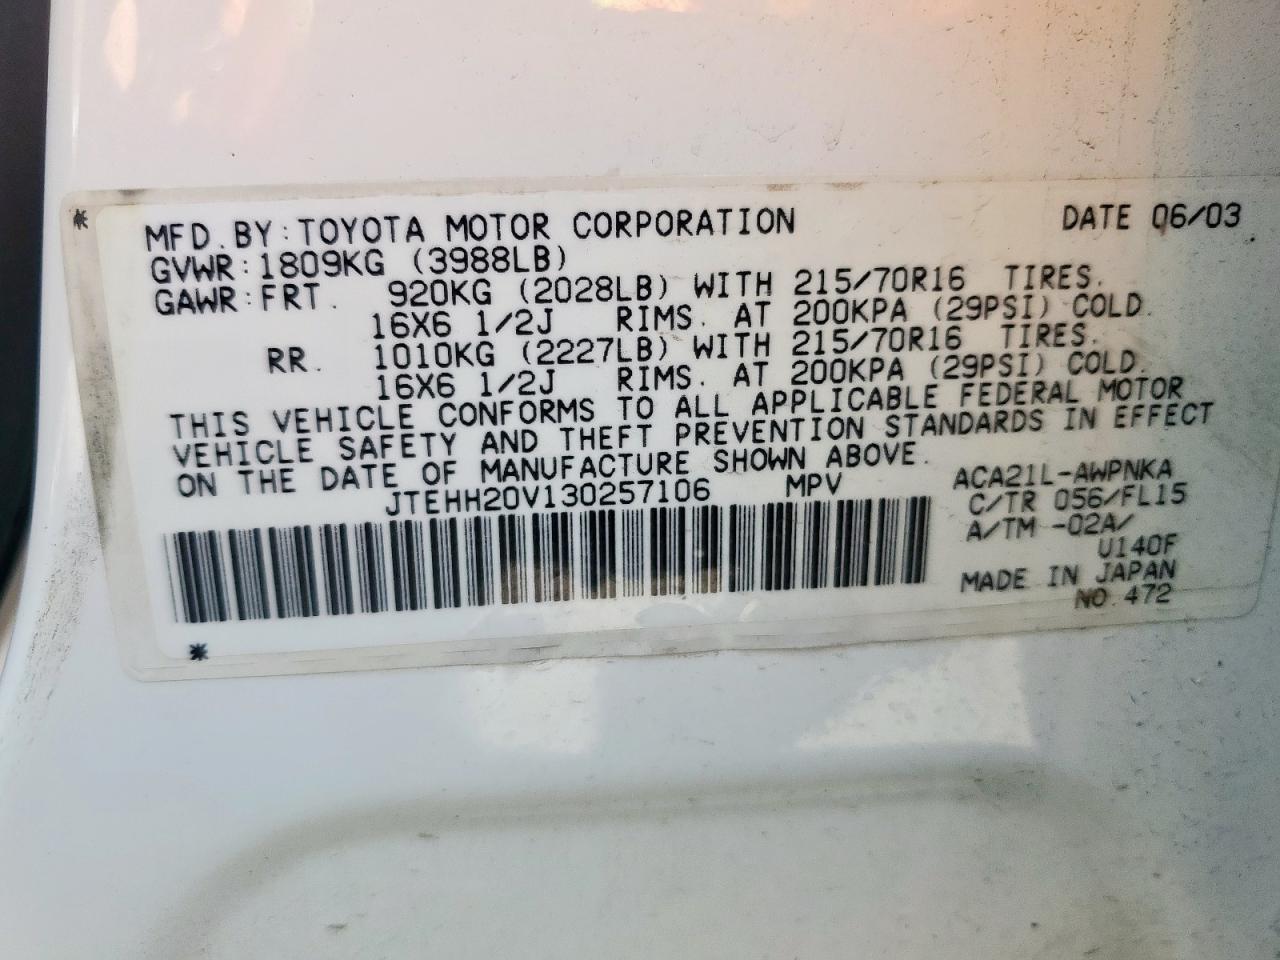 MFD. BY: TOYOTA MOTOR CORPORATION DATE 06/03
GVWR: 1809KG (3988LB)
GAWR: FRT. 920KG (2028LB) WITH 215/70R16 TIRES.
16X6 1/2J RIMS. AT 200KPA (29PSI) COLD.
RR. 1010KG (2227LB) WITH 215/70R16 TIRES.
16X6 1/2J RIMS. AT 200KPA (29PSI) COLD.
THIS VEHICLE CONFORMS TO ALL APPLICABLE FEDERAL MOTOR
VEHICLE SAFETY AND THEFT PREVENTION STANDARDS IN EFFECT
ON THE DATE OF MANUFACTURE SHOWN ABOVE.
JTEHH20V130257106 MPV
ACA21L-AWPNKA
C/TR 056/FL15
A/TM -02A/
U140F
MADE IN JAPAN
NO. 472